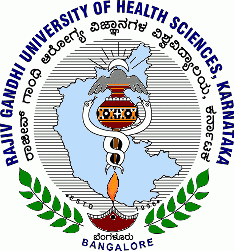 RAJIV GANDHI UNIVERSITY OF HEALTH SCIENCES, KARNATAKA
ರಾಜೀವ್ ಗಾಂಧಿ ಆರೋಗ್ಯ ವಿಜ್ಞಾನಗಳ ವಿಶ್ವವಿದ್ಯಾಲಯ, ಕರ್ನಾಟಕ
ಬೆಂಗಳೂರು
BANGALORE